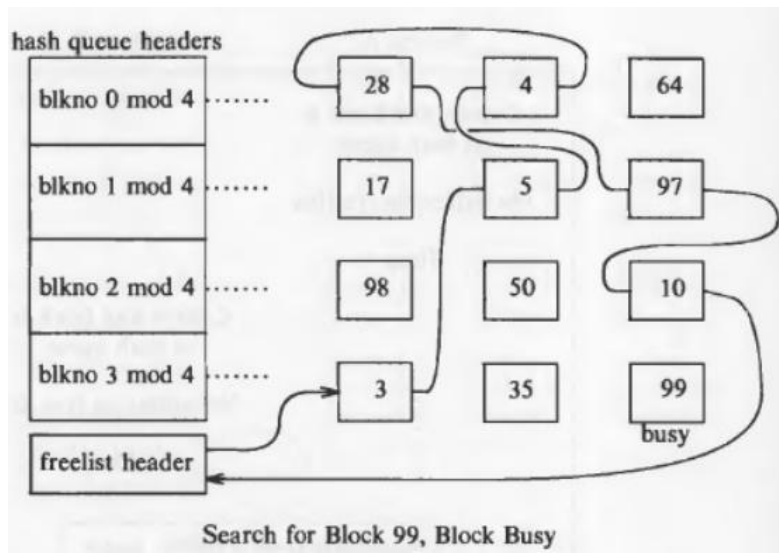 hash queue headers
blkno 0 mod 4 ......
28
4
64
blkno 1 mod 4 ......
17
5
97
blkno 2 mod 4 ......
98
50
10
blkno 3 mod 4 ......
3
35
99
busy
freelist header
Search for Block 99, Block Busy